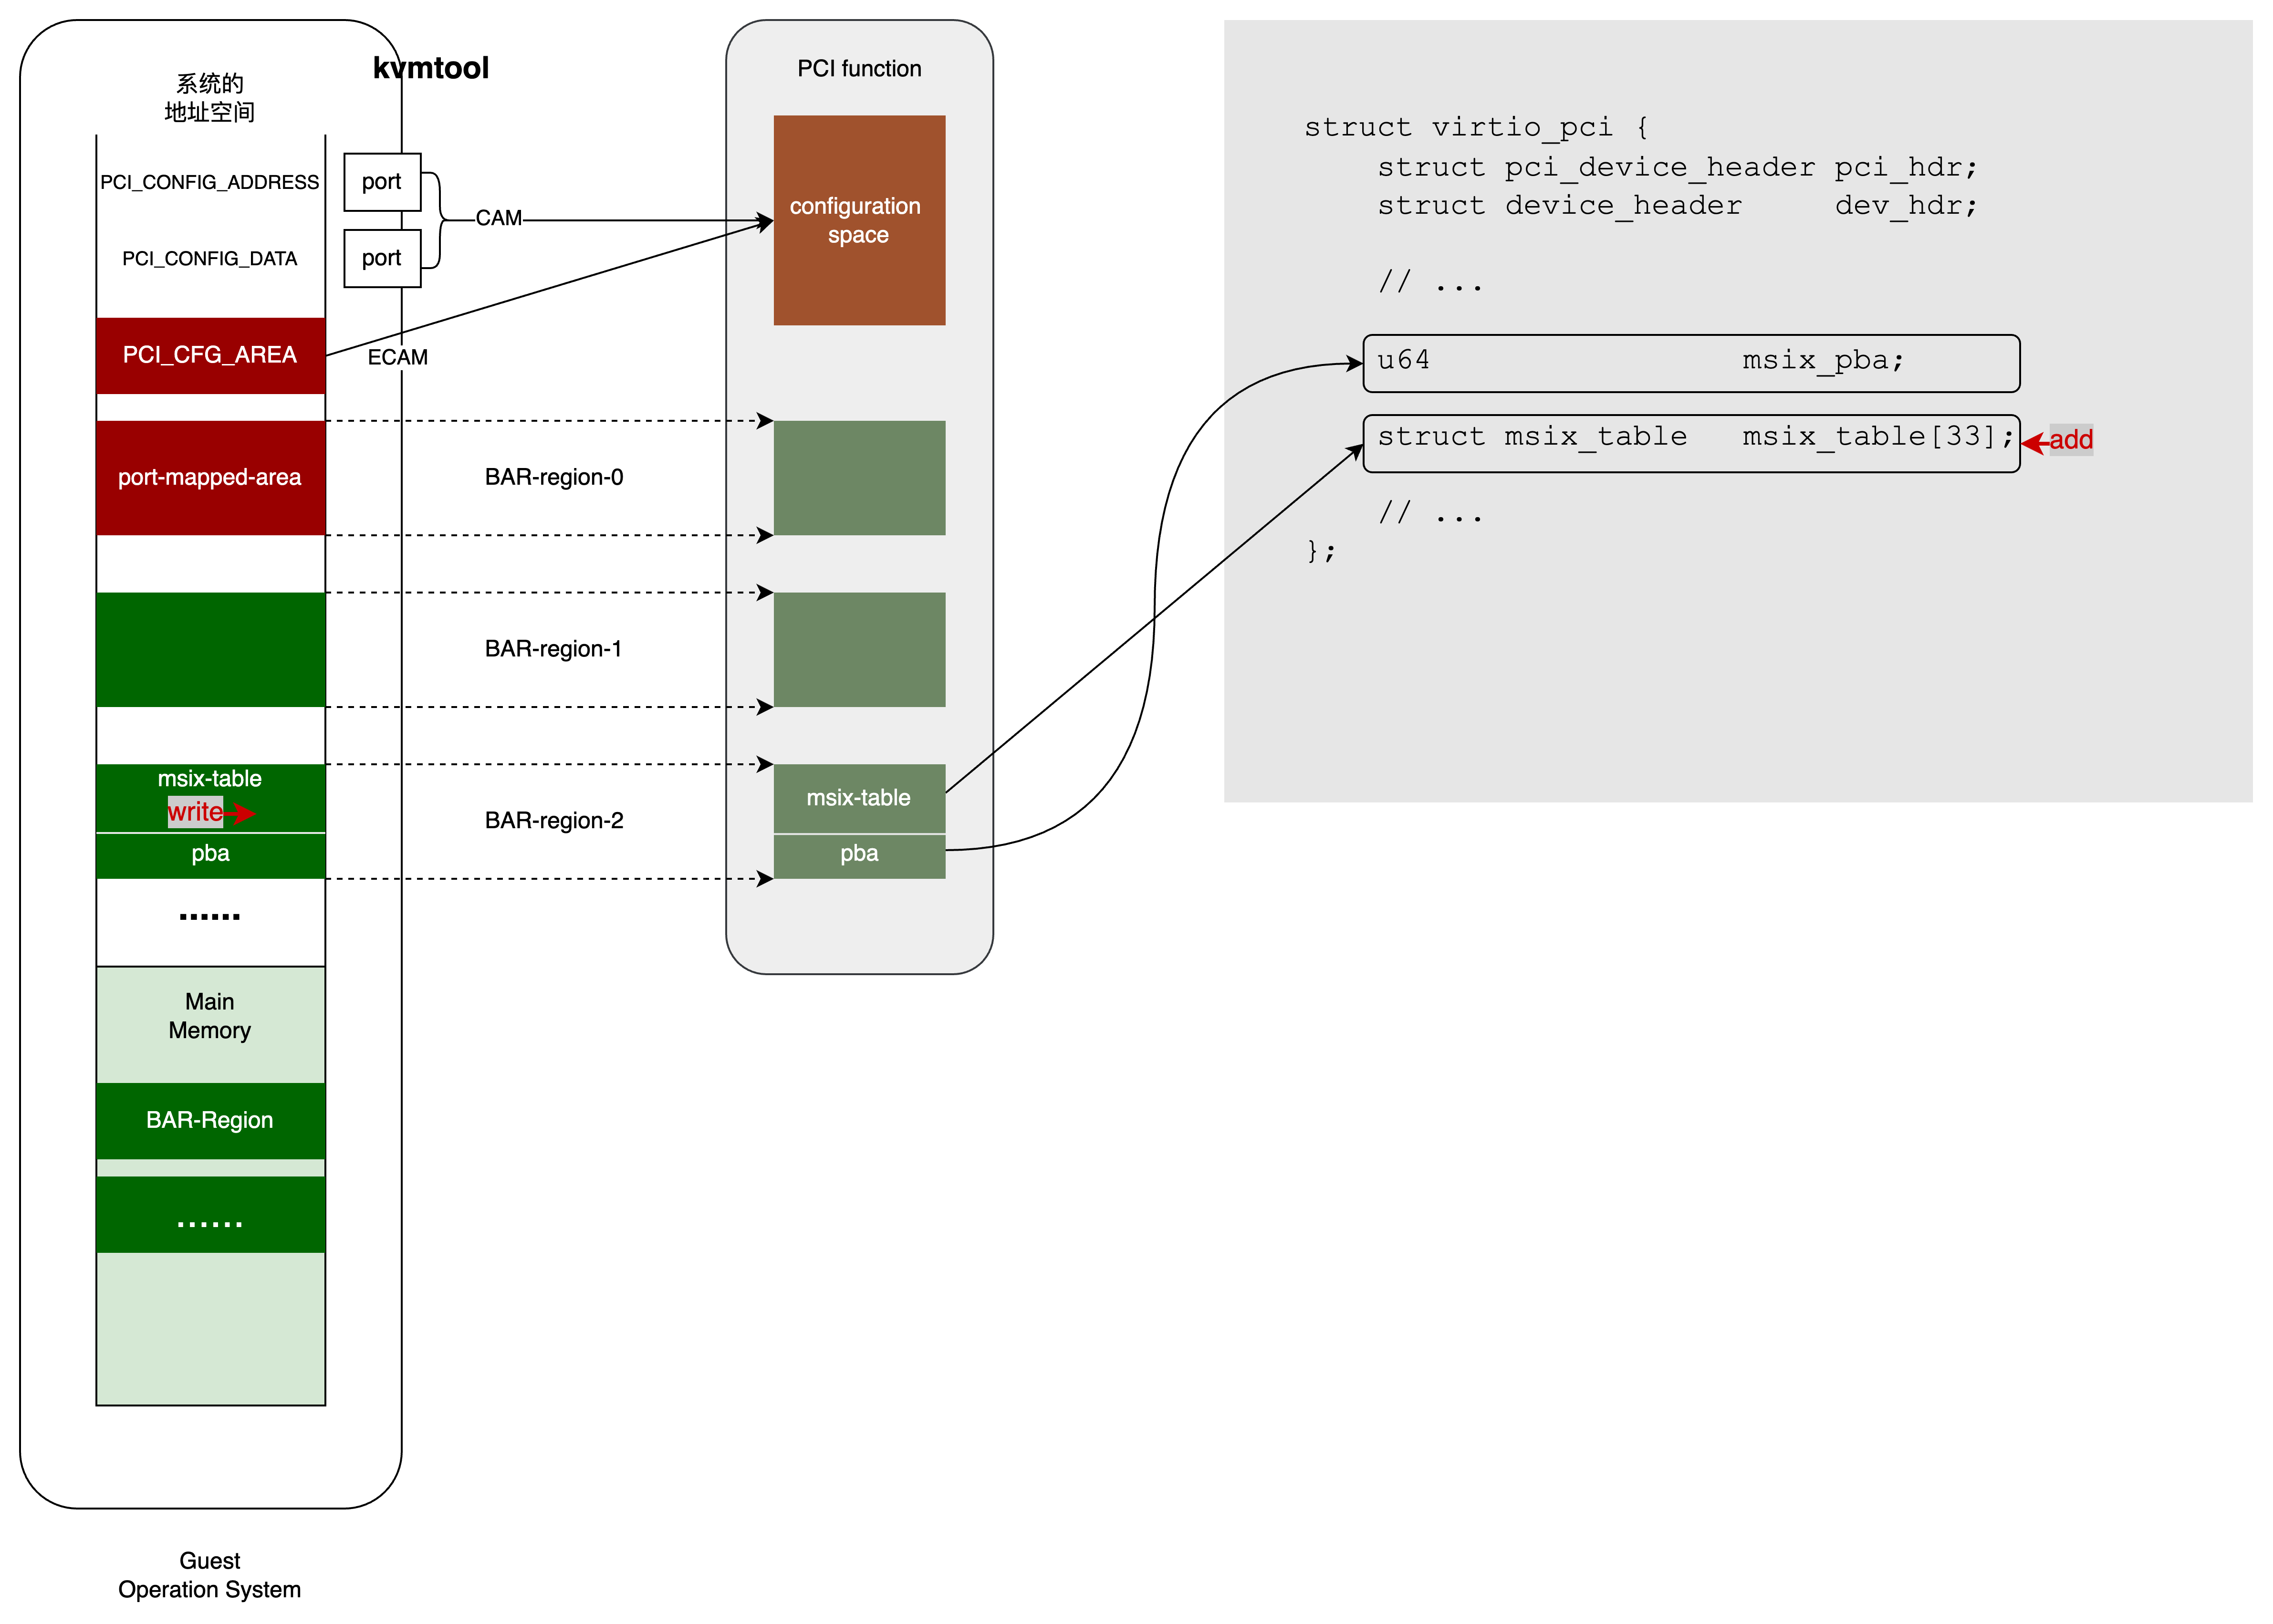 kvmtool
系统的
地址空间
PCI_CONFIG_ADDRESS
port
PCI_CONFIG_DATA
port
CAM
PCI_CFG_AREA
ECAM
port-mapped-area
BAR-region-0
BAR-region-1
msix-table
write
pba
BAR-region-2
......
Main
Memory
BAR-Region
......
Guest
Operation System
PCI function
configuration
space
msix-table
pba
struct virtio_pci {
struct pci_device_header pci_hdr;
struct device_header dev_hdr;
// ...
u64 msix_pba;
struct msix_table msix_table[33];
add
// ...
};